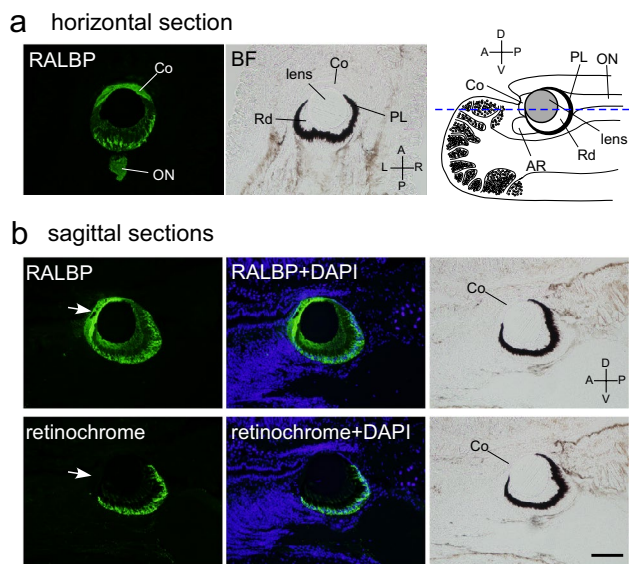 a horizontal section
RALBP
Co
ON
BF
lens
Co
Rd
PL
A
L R
P
D
A P
V
PL
ON
Co
lens
Rd
AR
b sagittal sections
RALBP
RALBP+DAPI
Co
D
A P
V
retinochrome
retinochrome+DAPI
Co